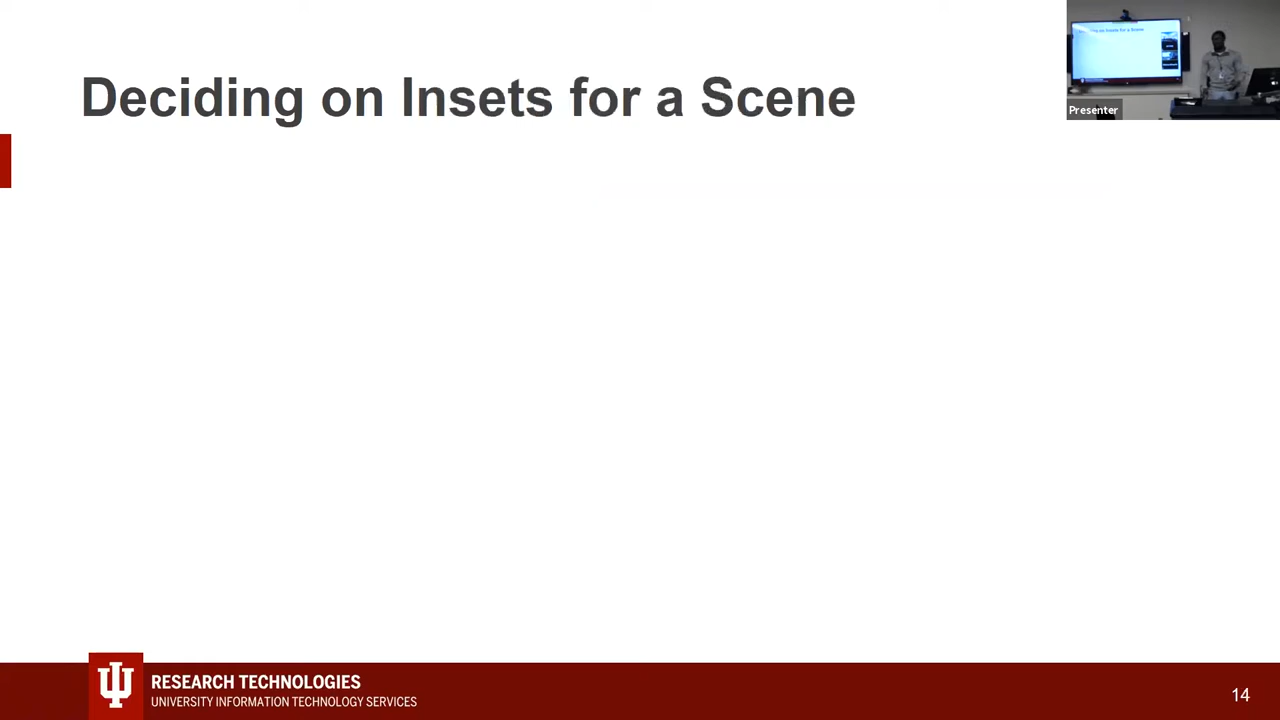 Deciding on Insets for a Scene
Presenter
RESEARCH TECHNOLOGIES
UNIVERSITY INFORMATION TECHNOLOGY SERVICES
14